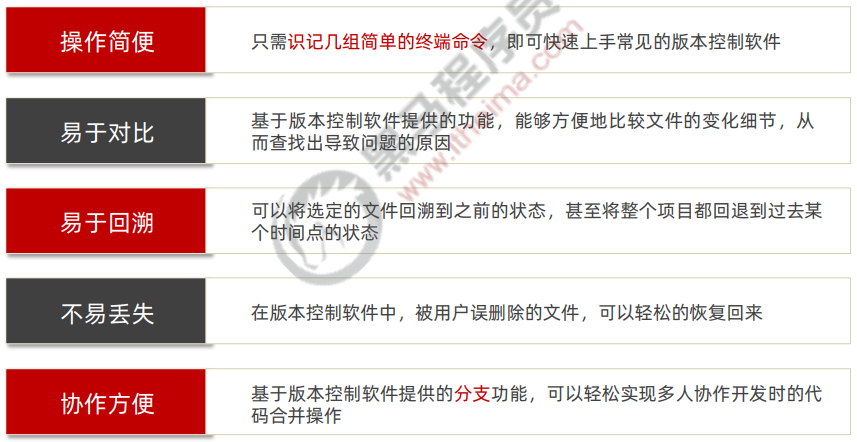 操作简便
只需识记几组简单的终端命令，即可快速上手常见的版本控制软件
易于对比
基于版本控制软件提供的功能，能够方便地比较文件的变化细节，从
而查找出导致问题的原因
易于回溯
可以将选定的文件回溯到之前的状态，甚至将整个项目都回退到过去某
个时间点的状态
不易丢失
在版本控制软件中，被用户误删除的文件，可以轻松的恢复回来
协作方便
基于版本控制软件提供的分支功能，可以轻松实现多人协作开发时的代
码合并操作
黑马程序员
www.itheima.com